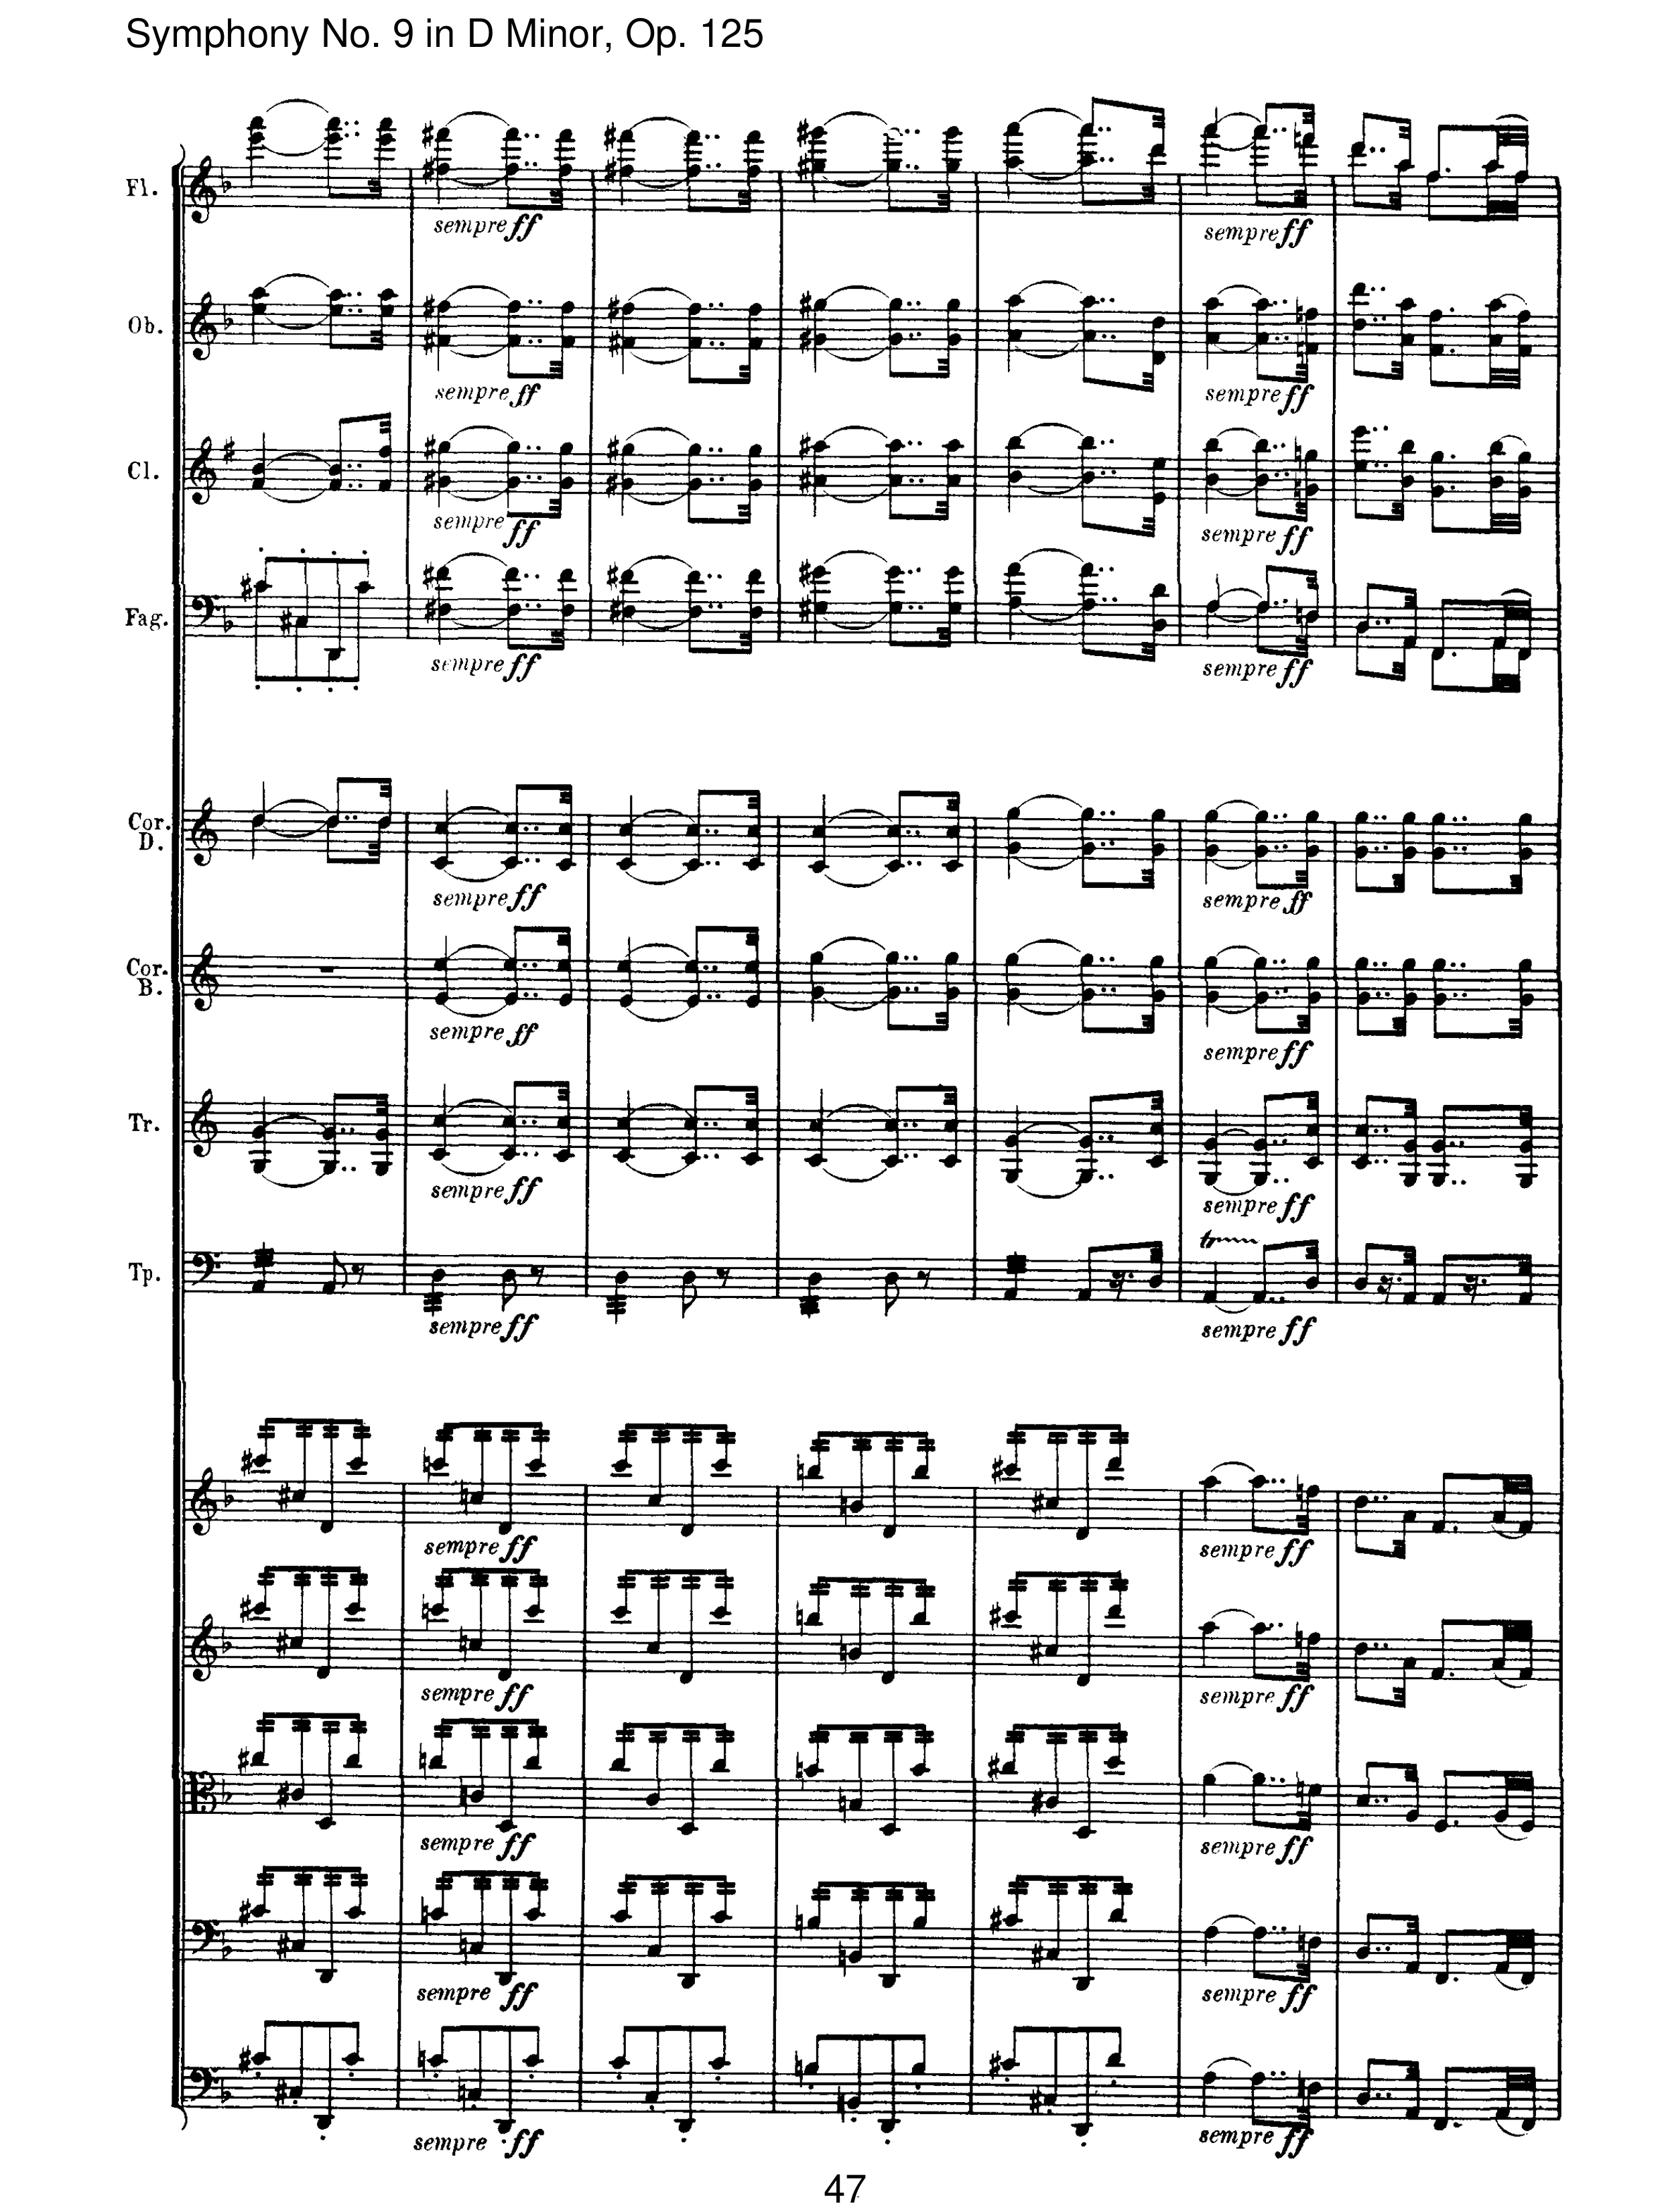 Symphony No. 9 in D Minor, Op. 125
Fl.
sempre ff sempre ff
Ob.
sempre ff sempre ff
Cl.
sempre ff sempre ff
Fag.
sempre ff sempre ff
Cor.
D.
sempre ff sempre ff
Cor.
B.
sempre ff sempre ff
Tr.
sempre ff sempre ff
tr
Tp.
sempre ff sempre ff
sempre ff sempre ff
sempre ff sempre ff
sempre ff sempre ff
sempre ff sempre ff
sempre ff sempre ff
47